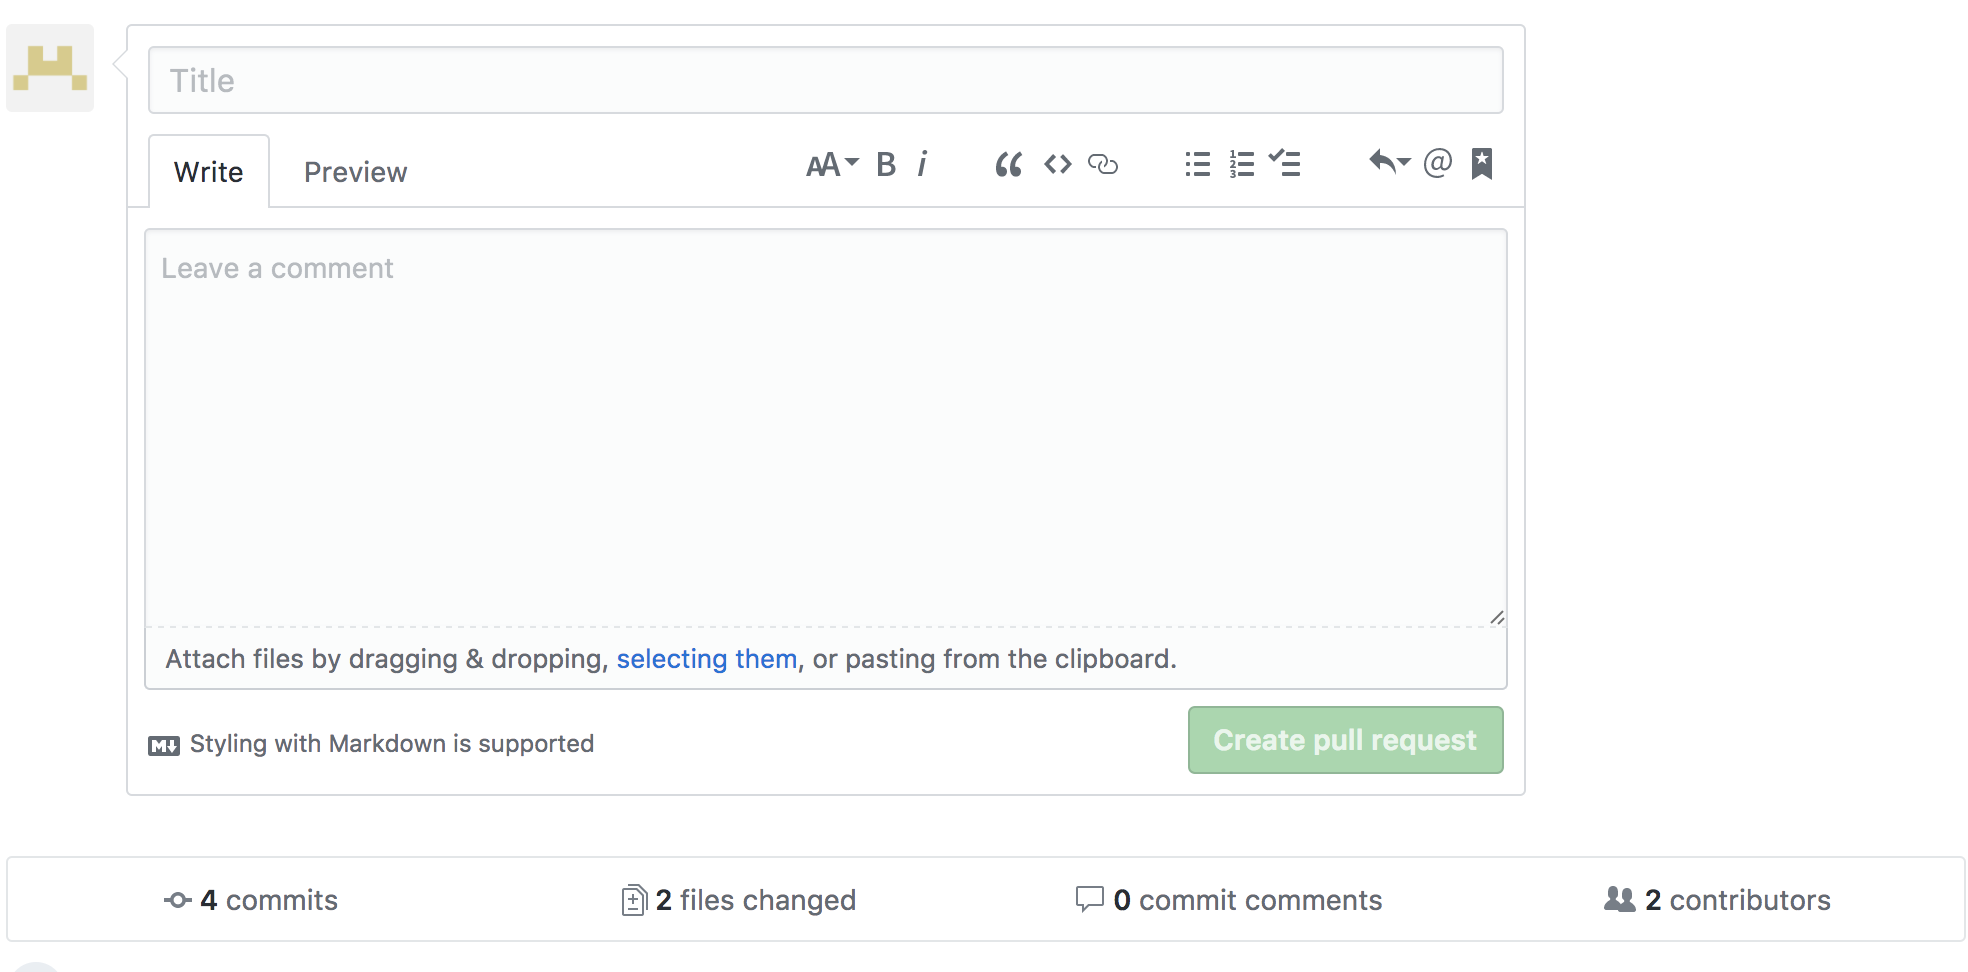 Title
Write Preview AA B i
Leave a comment
Attach files by dragging & dropping, selecting them, or pasting from the clipboard.
Styling with Markdown is supported
Create pull request
4 commits 2 files changed 0 commit comments 2 contributors